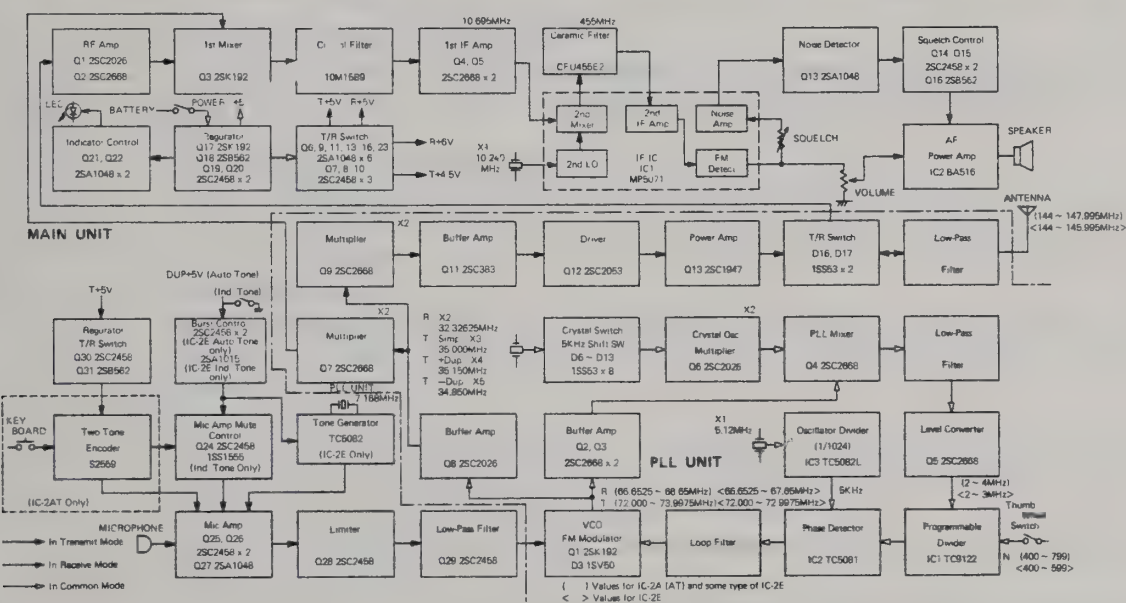 10 695MHz
455MHz
RF Amp
Q1 2SC2026
Q2 2SC2668
1st Mixer
Q3 2SK192
Filter
10M15B9
1st IF Amp
Q4, Q5
2SC2668 x 2
Ceramic Filter
CFU455E2
Noise Detector
Q13 2SA1048
Squelch Control
Q14 Q15
2SC2458 x 2
Q16 2SB562
LED
BATTERY
POWER +5
T+5V R+5V
Indicator Control
Q21, Q22
2SA1048 x 2
Regurator
Q17 2SK192
Q18 2SB562
Q19, Q20
2SC2458 x 2
T/R Switch
Q6, 9, 11, 13 16, 23
2SA1048 x 6
Q7, 8 10
2SC2458 x 3
R+5V
T+4 5V
X1
10 240
MHz
2nd
Mixer
2nd LO
2nd
IF Amp
IF IC
IC1
MP5071
Noise
Amp
FM
Detect
SQUELCH
VOLUME
AF
Power Amp
IC2 BA516
SPEAKER
ANTENNA
(144 ~ 147.995MHz)
<144 ~ 145.995MHz>
MAIN UNIT
X2
Multiplier
Q9 2SC2668
Buffer Amp
Q11 2SC383
Driver
Q12 2SC2053
Power Amp
Q13 2SC1947
T/R Switch
D16, D17
1SS53 x 2
Low-Pass
Filter
DUP+5V (Auto Tone)
(Ind Tone)
T+5V
Regurator
T/R Switch
Q30 2SC2458
Q31 2SB562
Burst Control
2SC2458 x 2
(IC-2E Auto Tone
only)
2SA1015
(IC-2E Ind Tone
only)
X2
Multiplier
Q7 2SC2668
R X2
32 32625MHz
T Simp X3
35 000MHz
T +Dup X4
35 150MHz
T —Dup X5
34.850MHz
Crystal Switch
5KHz Shift SW
D6 ~ D13
1SS53 x 8
X2
Crystal Osc
Multiplier
Q6 2SC2026
PLL Mixer
Q4 2SC2668
Low-Pass
Filter
PLL UNIT
7.168MHz
KEY
BOARD
Two Tone
Encoder
S2559
(IC-2AT Only)
Mic Amp Mute
Control
Q24 2SC2458
1SS1555
(Ind Tone Only)
Tone Generator
TC5082
(IC-2E Only)
Buffer Amp
Q8 2SC2026
Buffer Amp
Q2, Q3
2SC2668 x 2
PLL UNIT
X1
5.12MHz
Oscillator Divider
(1/1024)
IC3 TC5082L
Level Converter
Q5 2SC2668
R (66.6525 ~ 68 65MHz) <66.6525 ~ 67.65MHz>
T (72.000 ~ 73.9975MHz)<72.000 ~ 72.9975MHz>
5KHz
(2 ~ 4MHz)
<2 ~ 3MHz>
Thumb
Switch
N (400 ~ 799)
<400 ~ 599>
MICROPHONE
Mic Amp
Q25, Q26
2SC2458 x 2
Q27 2SA1048
Limiter
Q28 2SC2458
Low-Pass Filter
Q29 2SC2458
VCO
FM Modulator
Q1 2SK192
D3 1SV50
Loop Filter
Phase Detector
IC2 TC5081
Programmable
Divider
IC1 TC9122
In Transmit Mode
In Receive Mode
In Common Mode
( ) Values for IC-2A (AT) and some type of IC-2E
< > Values for IC-2E